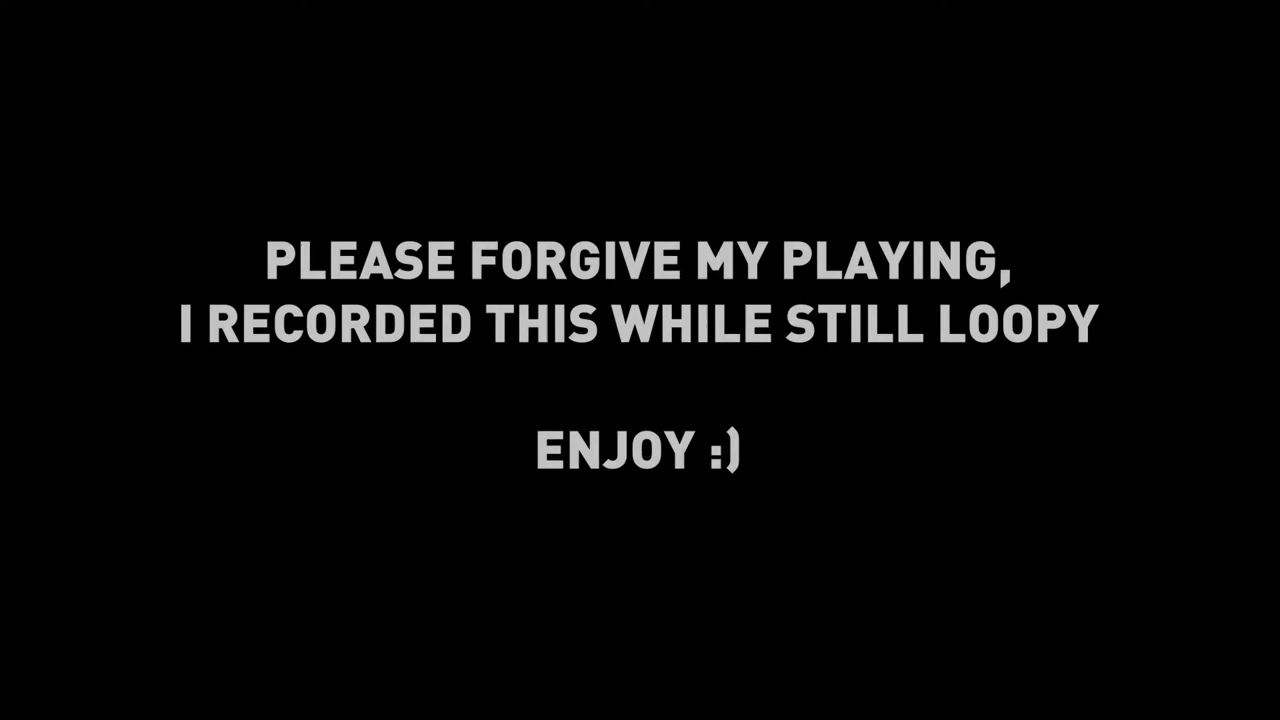 PLEASE FORGIVE MY PLAYING,
I RECORDED THIS WHILE STILL LOOPY
ENJOY :)